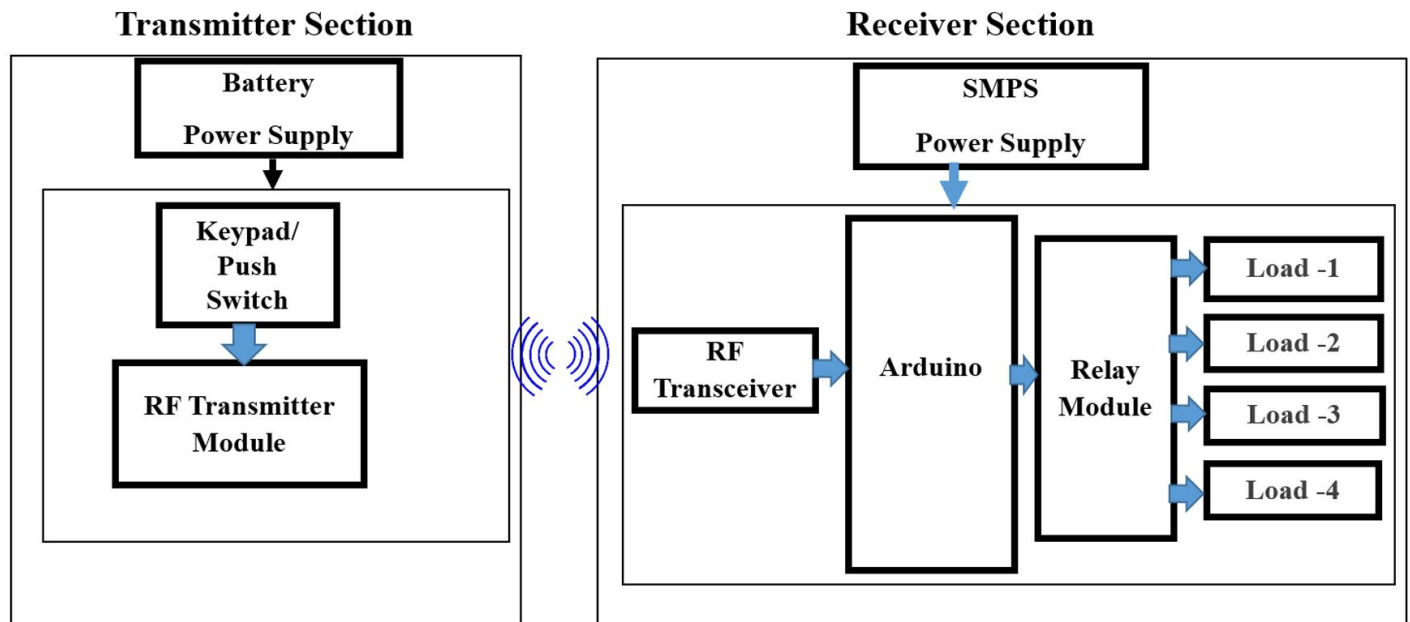 Transmitter Section
Battery
Power Supply
Keypad/
Push
Switch
RF Transmitter
Module
Receiver Section
SMPS
Power Supply
RF
Transceiver
Arduino
Relay
Module
Load -1
Load -2
Load -3
Load -4